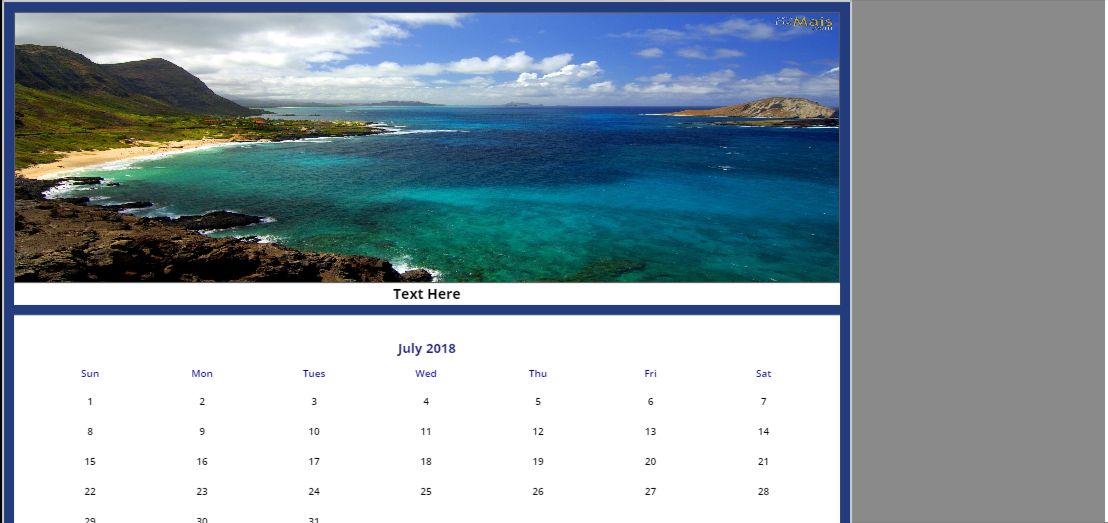 Mais
Text Here
July 2018
Sun Mon Tues Wed Thu Fri Sat
1 2 3 4 5 6 7
8 9 10 11 12 13 14
15 16 17 18 19 20 21
22 23 24 25 26 27 28
29 30 31